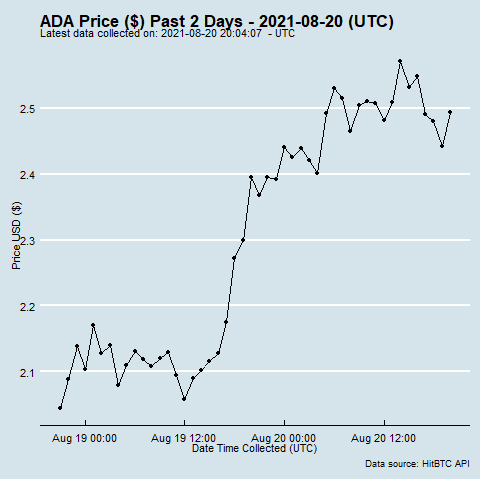 ADA Price ($) Past 2 Days - 2021-08-20 (UTC)
Latest data collected on: 2021-08-20 20:04:07 - UTC
2.5
2.4
2.3
2.2
2.1
Price USD ($)
Aug 19 00:00 Aug 19 12:00 Aug 20 00:00 Aug 20 12:00
Date Time Collected (UTC)
Data source: HitBTC API